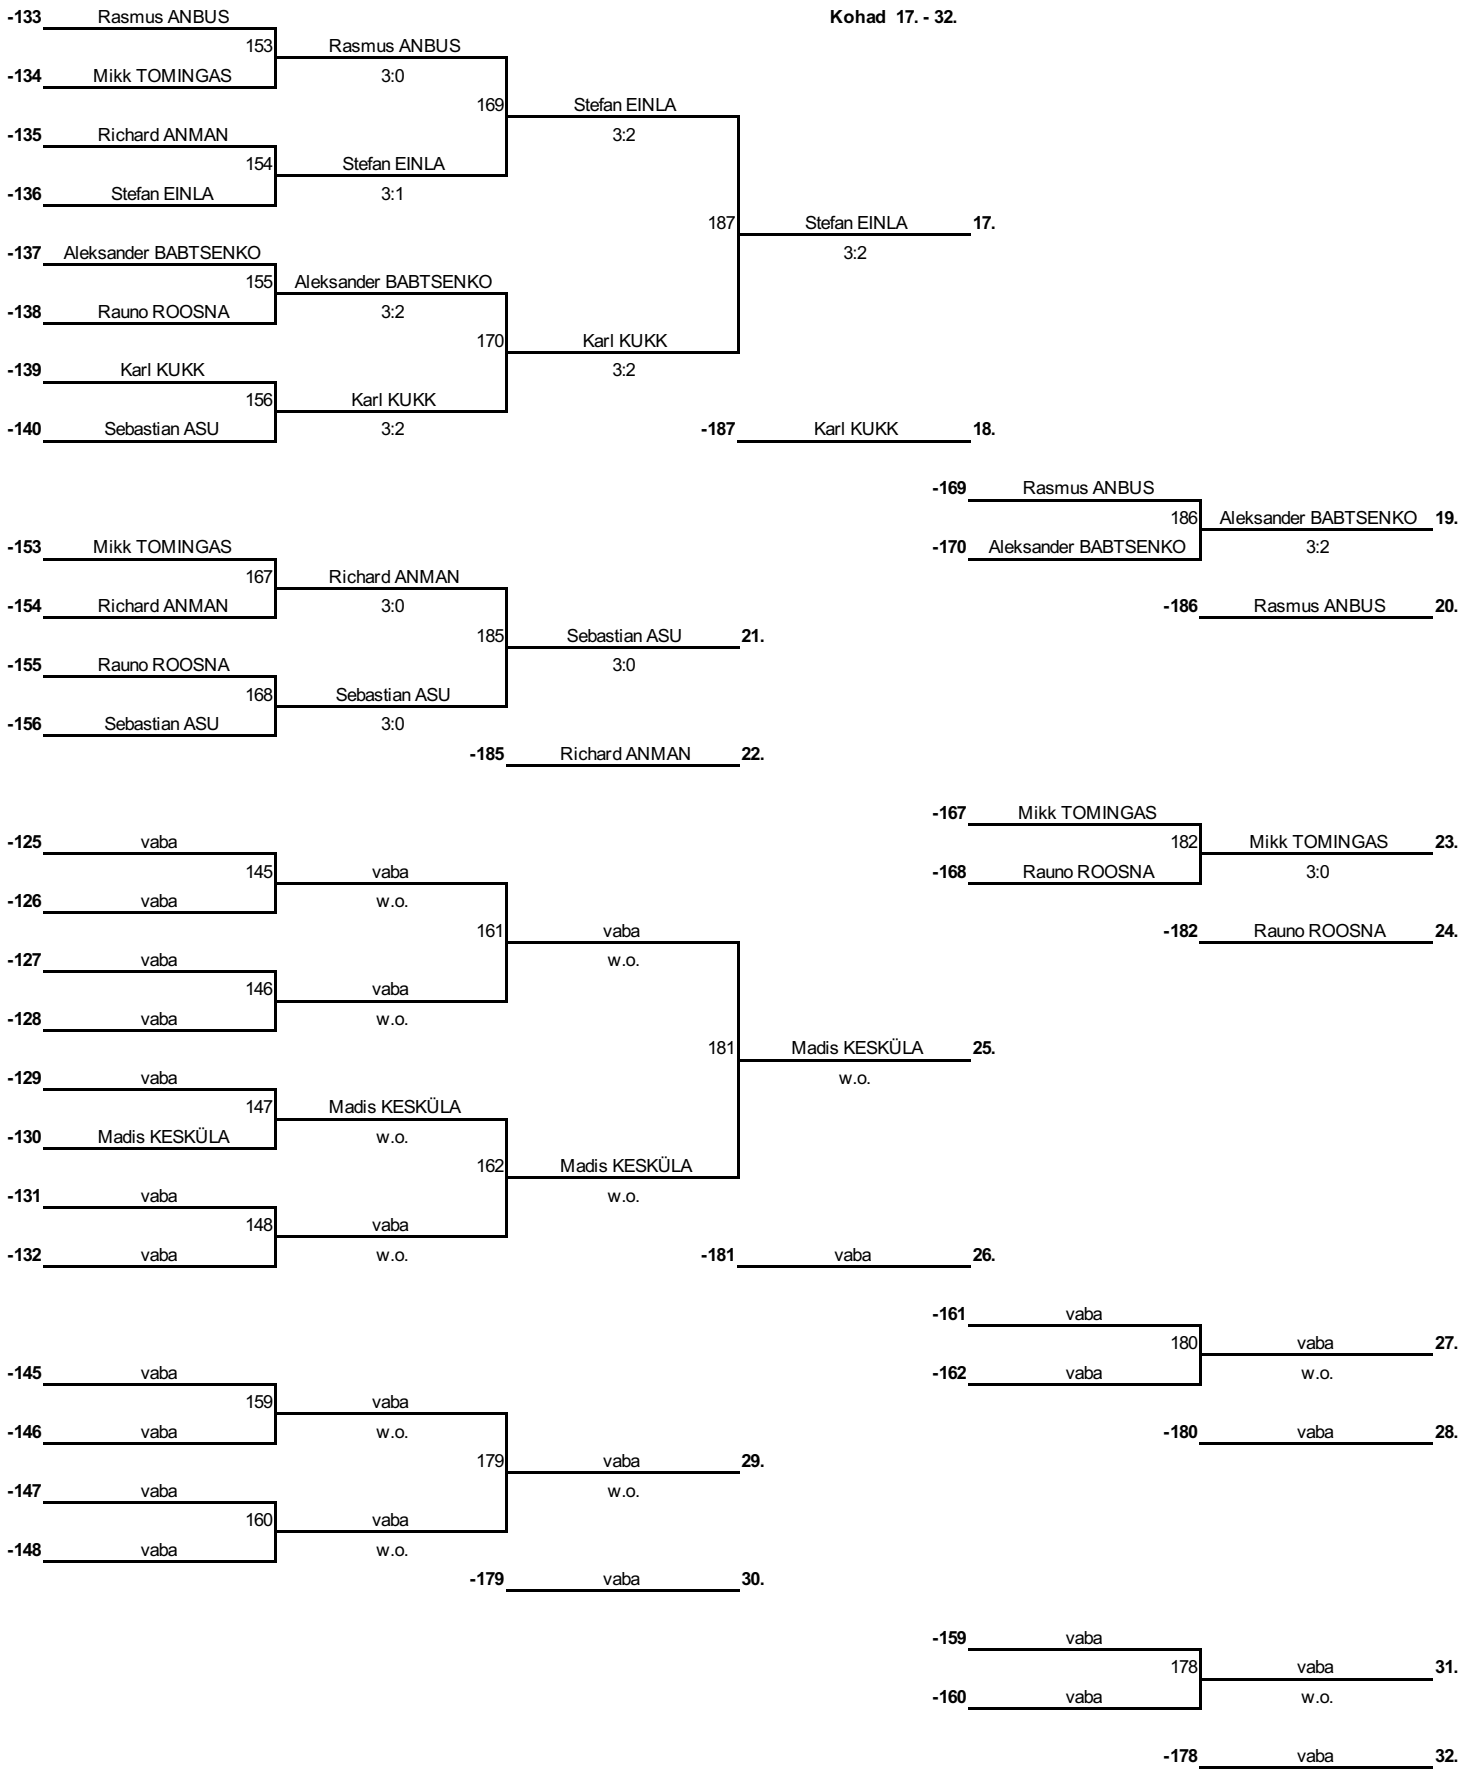 -133 Rasmus ANBUS Kohad 17. - 32.
153 Rasmus ANBUS
-134 Mikk TOMINGAS 3:0
169 Stefan EINLA
-135 Richard ANMAN 3:2
154 Stefan EINLA
-136 Stefan EINLA 3:1
187 Stefan EINLA 17.
-137 Aleksander BABTSENKO 3:2
155 Aleksander BABTSENKO
-138 Rauno ROOSNA 3:2
170 Karl KUKK
-139 Karl KUKK 3:2
156 Karl KUKK
-140 Sebastian ASU 3:2 -187 Karl KUKK 18.
-169 Rasmus ANBUS
186 Aleksander BABTSENKO 19.
-153 Mikk TOMINGAS -170 Aleksander BABTSENKO 3:2
167 Richard ANMAN
-154 Richard ANMAN 3:0 -186 Rasmus ANBUS 20.
185 Sebastian ASU 21.
-155 Rauno ROOSNA 3:0
168 Sebastian ASU
-156 Sebastian ASU 3:0
-185 Richard ANMAN 22.
-167 Mikk TOMINGAS
-125 vaba 182 Mikk TOMINGAS 23.
145 vaba -168 Rauno ROOSNA 3:0
-126 vaba w.o.
161 vaba -182 Rauno ROOSNA 24.
-127 vaba w.o.
146 vaba
-128 vaba w.o.
181 Madis KESKÜLA 25.
-129 vaba w.o.
147 Madis KESKÜLA
-130 Madis KESKÜLA w.o.
162 Madis KESKÜLA
-131 vaba w.o.
148 vaba
-132 vaba w.o. -181 vaba 26.
-161 vaba
180 vaba 27.
-145 vaba -162 vaba w.o.
159 vaba
-146 vaba w.o. -180 vaba 28.
179 vaba 29.
-147 vaba w.o.
160 vaba
-148 vaba w.o.
-179 vaba 30.
-159 vaba
178 vaba 31.
-160 vaba w.o.
-178 vaba 32.